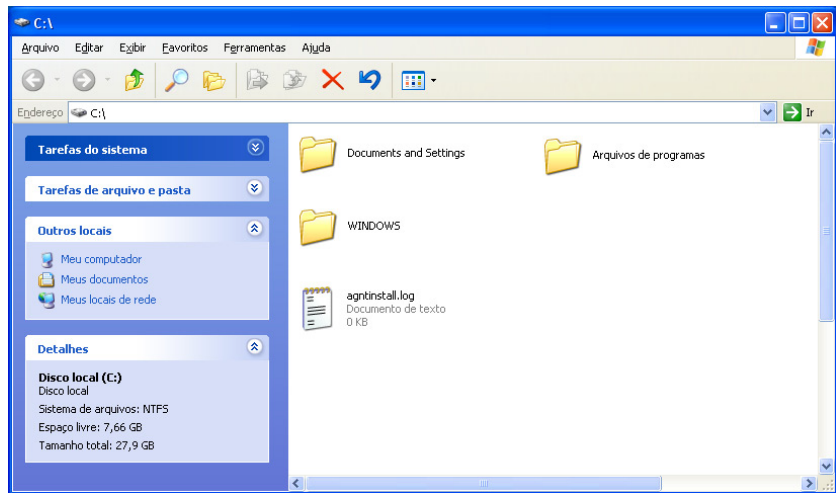 C:\
Arquivo Editar Exibir Favoritos Ferramentas Ajuda
Endereço C:\ Ir
Tarefas do sistema
Tarefas de arquivo e pasta
Outros locais
Meu computador
Meus documentos
Meus locais de rede
Detalhes
Disco local (C:)
Disco local
Sistema de arquivos: NTFS
Espaço livre: 7,66 GB
Tamanho total: 27,9 GB
Documents and Settings
Arquivos de programas
WINDOWS
agntinstall.log
Documento de texto
0 KB